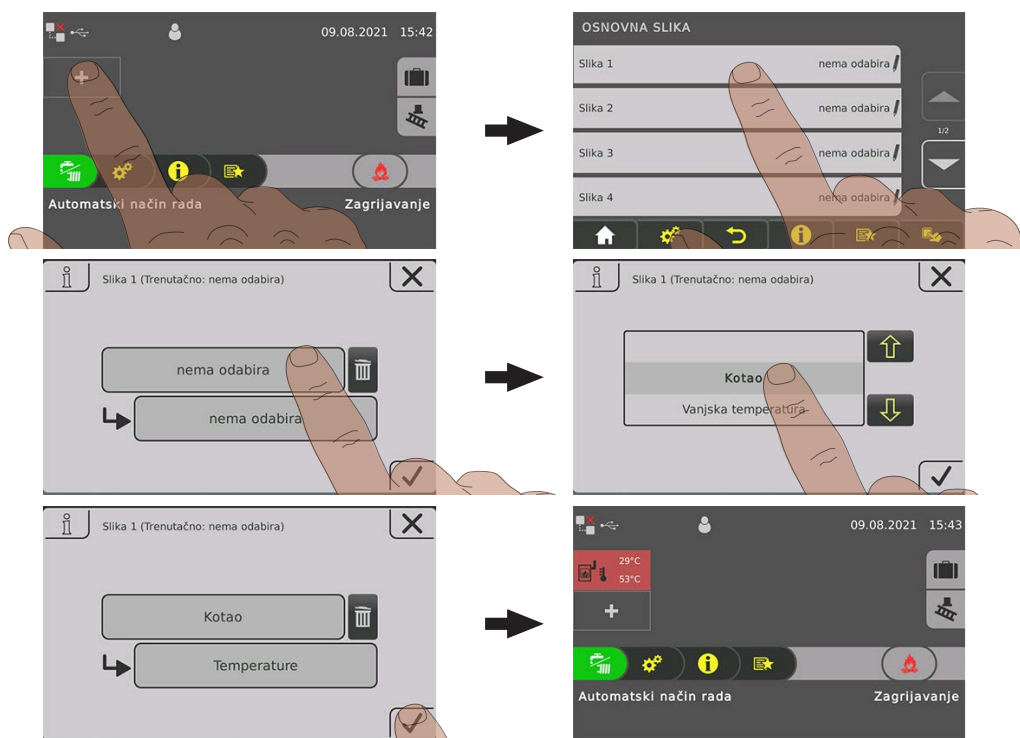 09.08.2021 15:42
Automatski način rada
Zagrijavanje
OSNOVNA SLIKA
Slika 1 nema odabira
Slika 2 nema odabira
Slika 3 nema odabira
Slika 4 nema odabira
1/2
Slika 1 (Trenutačno: nema odabira)
nema odabira
nema odabira
Slika 1 (Trenutačno: nema odabira)
Kotao
Vanjska temperatura
Slika 1 (Trenutačno: nema odabira)
Kotao
Temperature
09.08.2021 15:43
29°C
53°C
Automatski način rada
Zagrijavanje